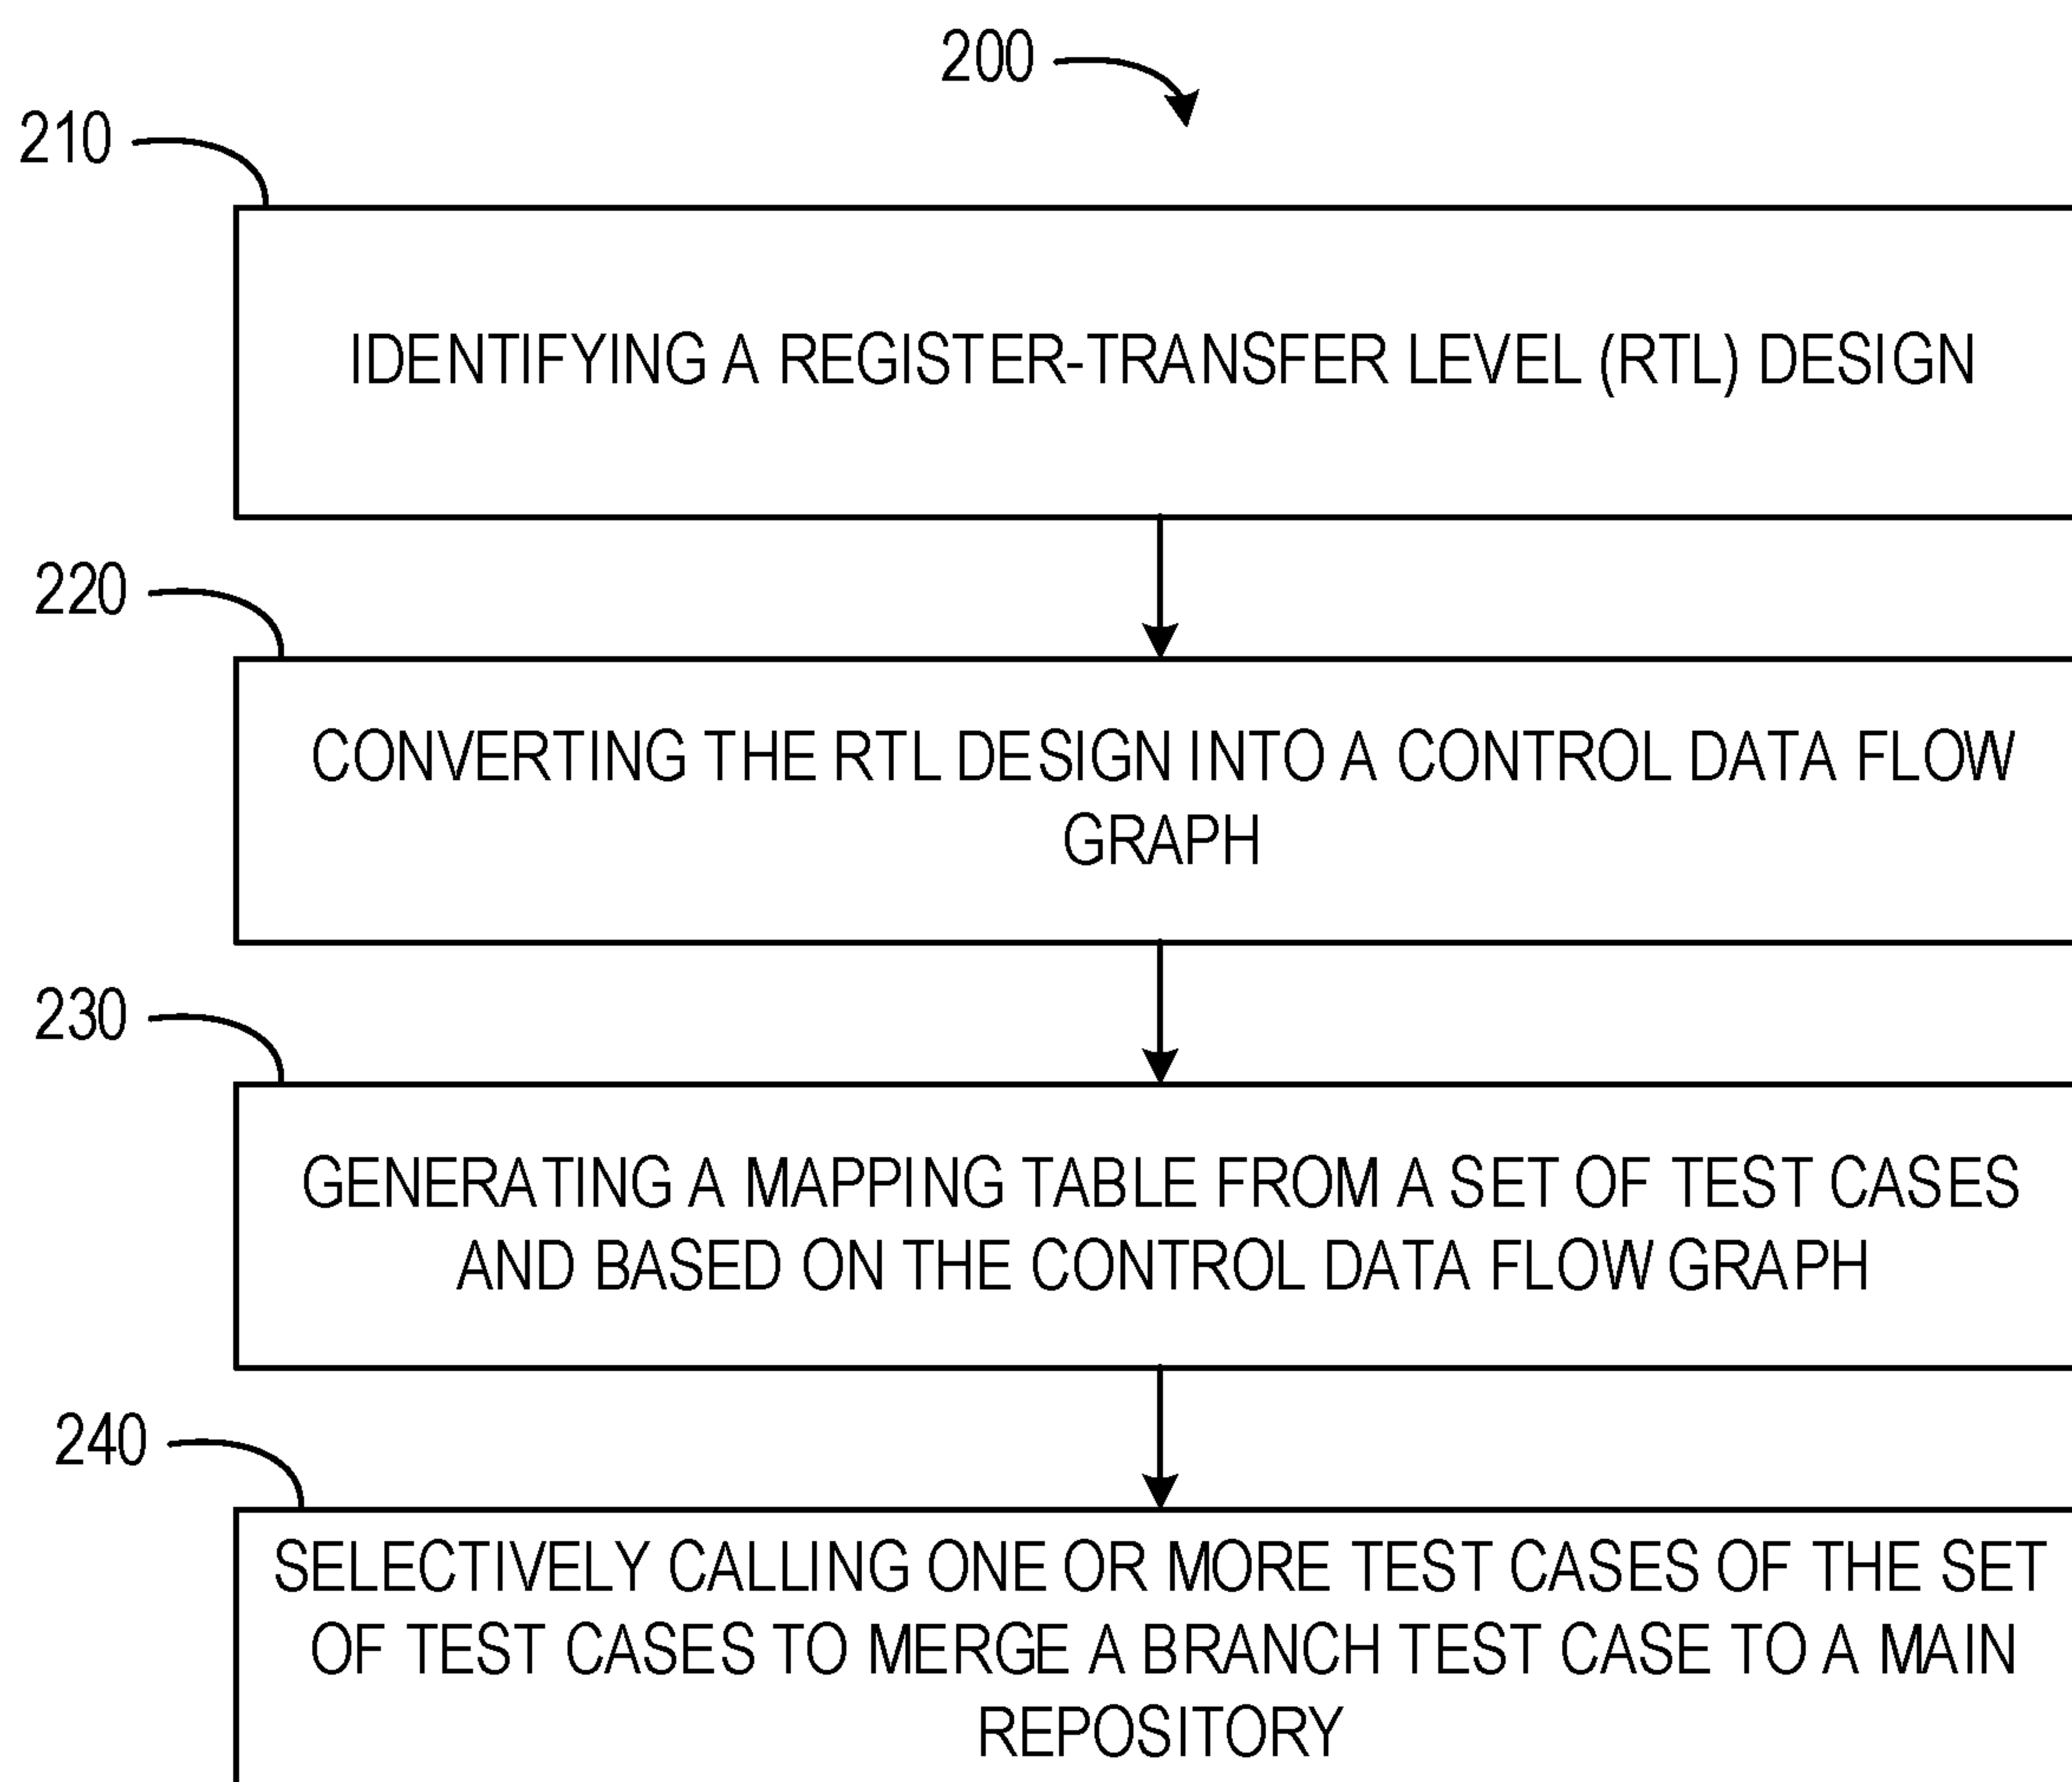 200
210
IDENTIFYING A REGISTER-TRANSFER LEVEL (RTL) DESIGN
220
CONVERTING THE RTL DESIGN INTO A CONTROL DATA FLOW
GRAPH
230
GENERATING A MAPPING TABLE FROM A SET OF TEST CASES
AND BASED ON THE CONTROL DATA FLOW GRAPH
240
SELECTIVELY CALLING ONE OR MORE TEST CASES OF THE SET
OF TEST CASES TO MERGE A BRANCH TEST CASE TO A MAIN
REPOSITORY